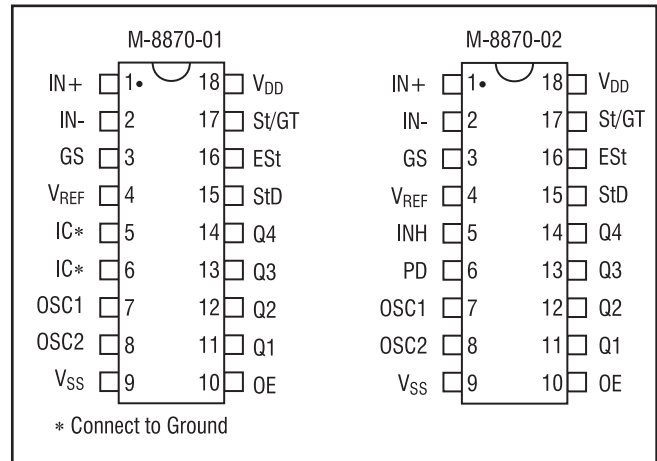 M-8870-01
IN+ 1 18 VDD
IN- 2 17 St/GT
GS 3 16 ESt
VREF 4 15 StD
IC* 5 14 Q4
IC* 6 13 Q3
OSC1 7 12 Q2
OSC2 8 11 Q1
VSS 9 10 OE
* Connect to Ground
M-8870-02
IN+ 1 18 VDD
IN- 2 17 St/GT
GS 3 16 ESt
VREF 4 15 StD
INH 5 14 Q4
PD 6 13 Q3
OSC1 7 12 Q2
OSC2 8 11 Q1
VSS 9 10 OE